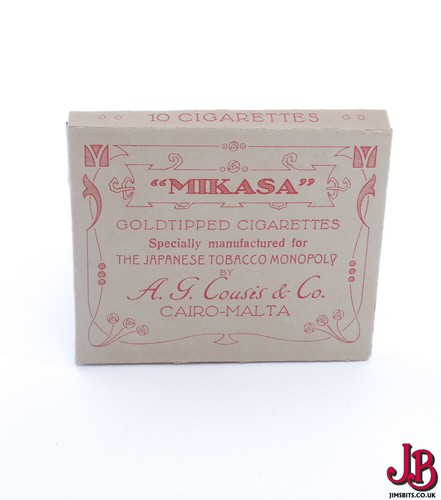 10 CIGARETTES
"MIKASA"
GOLDTIPPED CIGARETTES
Specially manufactured for
THE JAPANESE TOBACCO MONOPOLY
BY
A. G. Cousis & Co.
CAIRO-MALTA
JB
JIMSBITS.CO.UK